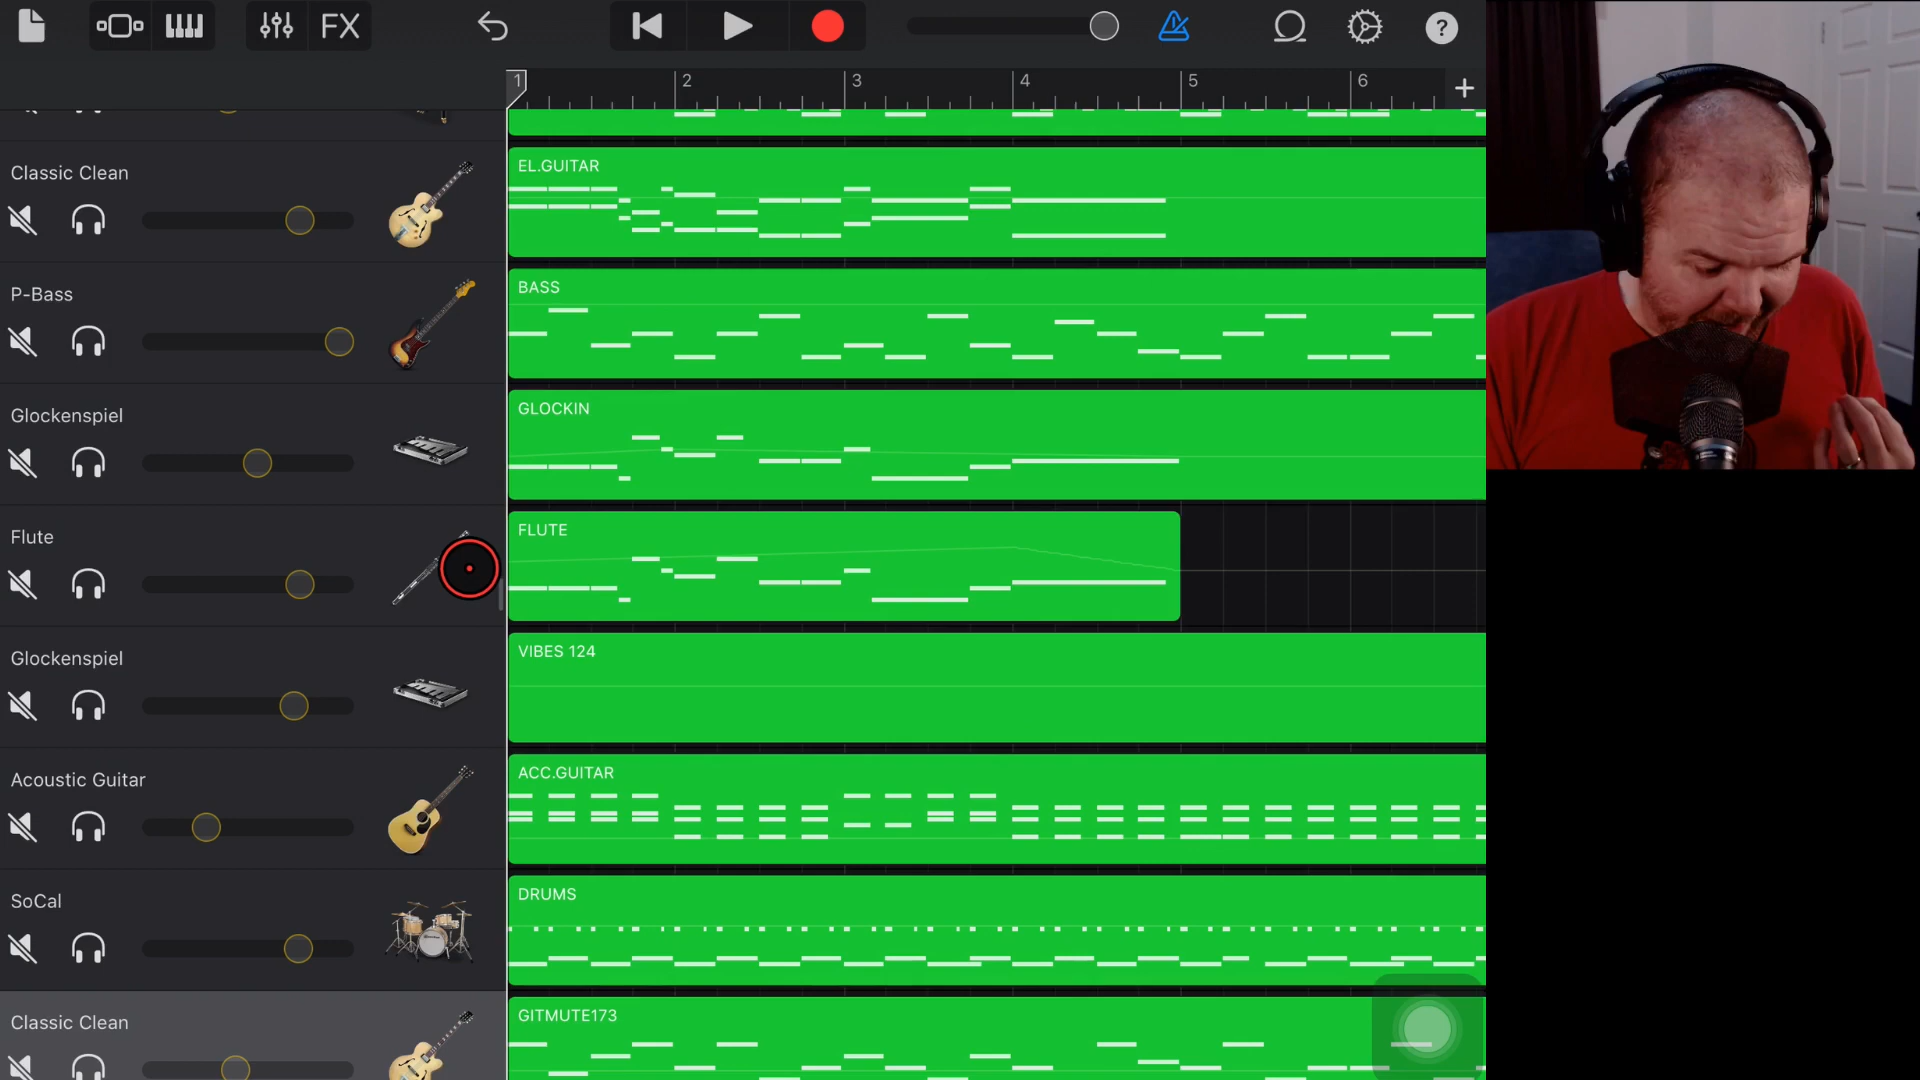 FX
?
1 2 3 4 5 6 +
Classic Clean
EL.GUITAR
P-Bass
BASS
Glockenspiel
GLOCKIN
Flute
FLUTE
Glockenspiel
VIBES 124
Acoustic Guitar
ACC.GUITAR
SoCal
DRUMS
Classic Clean
GITMUTE173